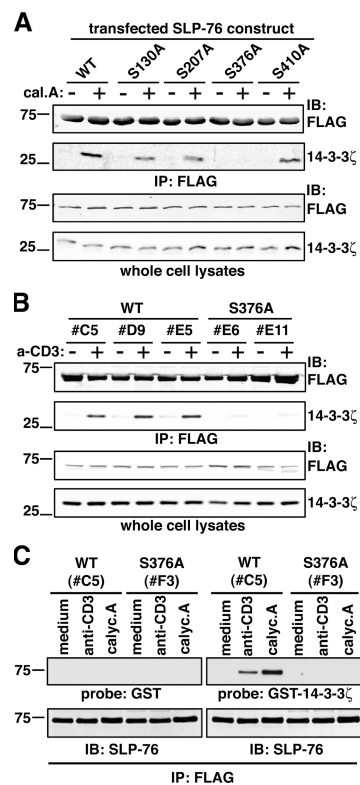 A
transfected SLP-76 construct
WT S130A S207A S376A S410A
cal.A: - + - + - + - + - +
IB:
75 FLAG
25 14-3-3ζ
IP: FLAG
IB:
75 FLAG
25 14-3-3ζ
whole cell lysates
B
WT S376A
#C5 #D9 #E5 #E6 #E11
a-CD3: - + - + - + - + - +
75 IB:
FLAG
25 14-3-3ζ
IP: FLAG
IB:
75 FLAG
25 14-3-3ζ
whole cell lysates
C
WT S376A WT S376A
(#C5) (#F3) (#C5) (#F3)
medium anti-CD3 calyc.A medium anti-CD3 calyc.A medium anti-CD3 calyc.A medium anti-CD3 calyc.A
75
probe: GST probe: GST-14-3-3ζ
75
IB: SLP-76 IB: SLP-76
IP: FLAG